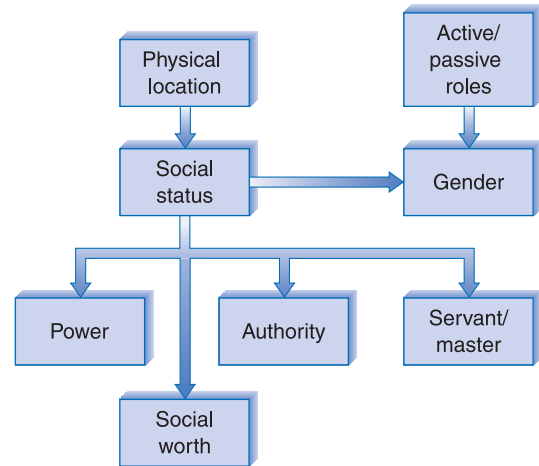 Physical
location
Active/
passive
roles
Social
status
Gender
Power
Authority
Servant/
master
Social
worth